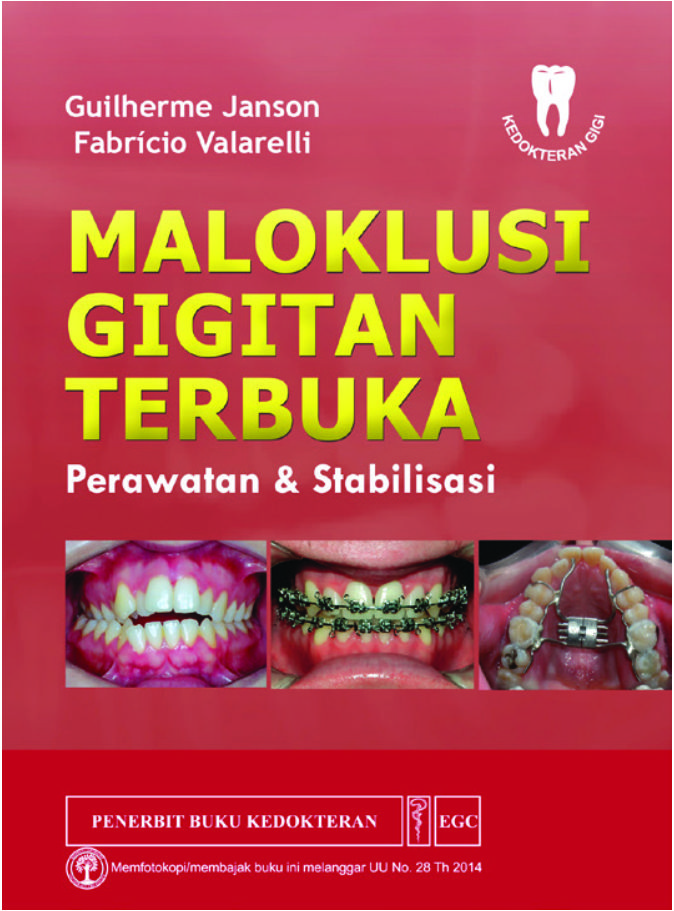 Guilherme Janson
Fabrício Valarelli
KEDOKTERAN GIGI
MALOKLUSI
GIGITAN
TERBUKA
Perawatan & Stabilisasi
PENERBIT BUKU KEDOKTERAN
EGC
Memfotokopi/membajak buku ini melanggar UU No. 28 Th 2014